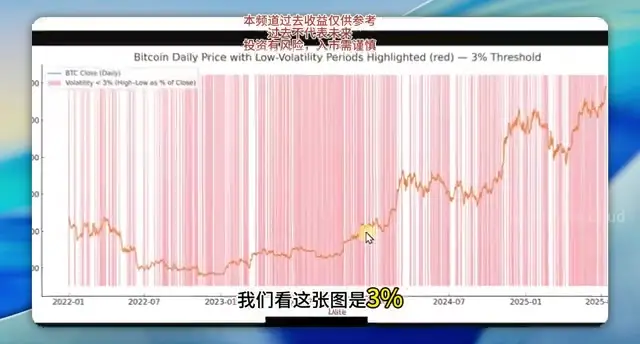 本频道过去收益仅供参考
过去不代表未来
投资有风险，入市需谨慎
Bitcoin Daily Price with Low-Volatility Periods Highlighted (red) — 3% Threshold
BTC Close (Daily)
Volatility < 3% (High-Low as % of Close)
2022-01 2022-07 2023-01 2024-07 2025-01
我们看这张图是3%
Date